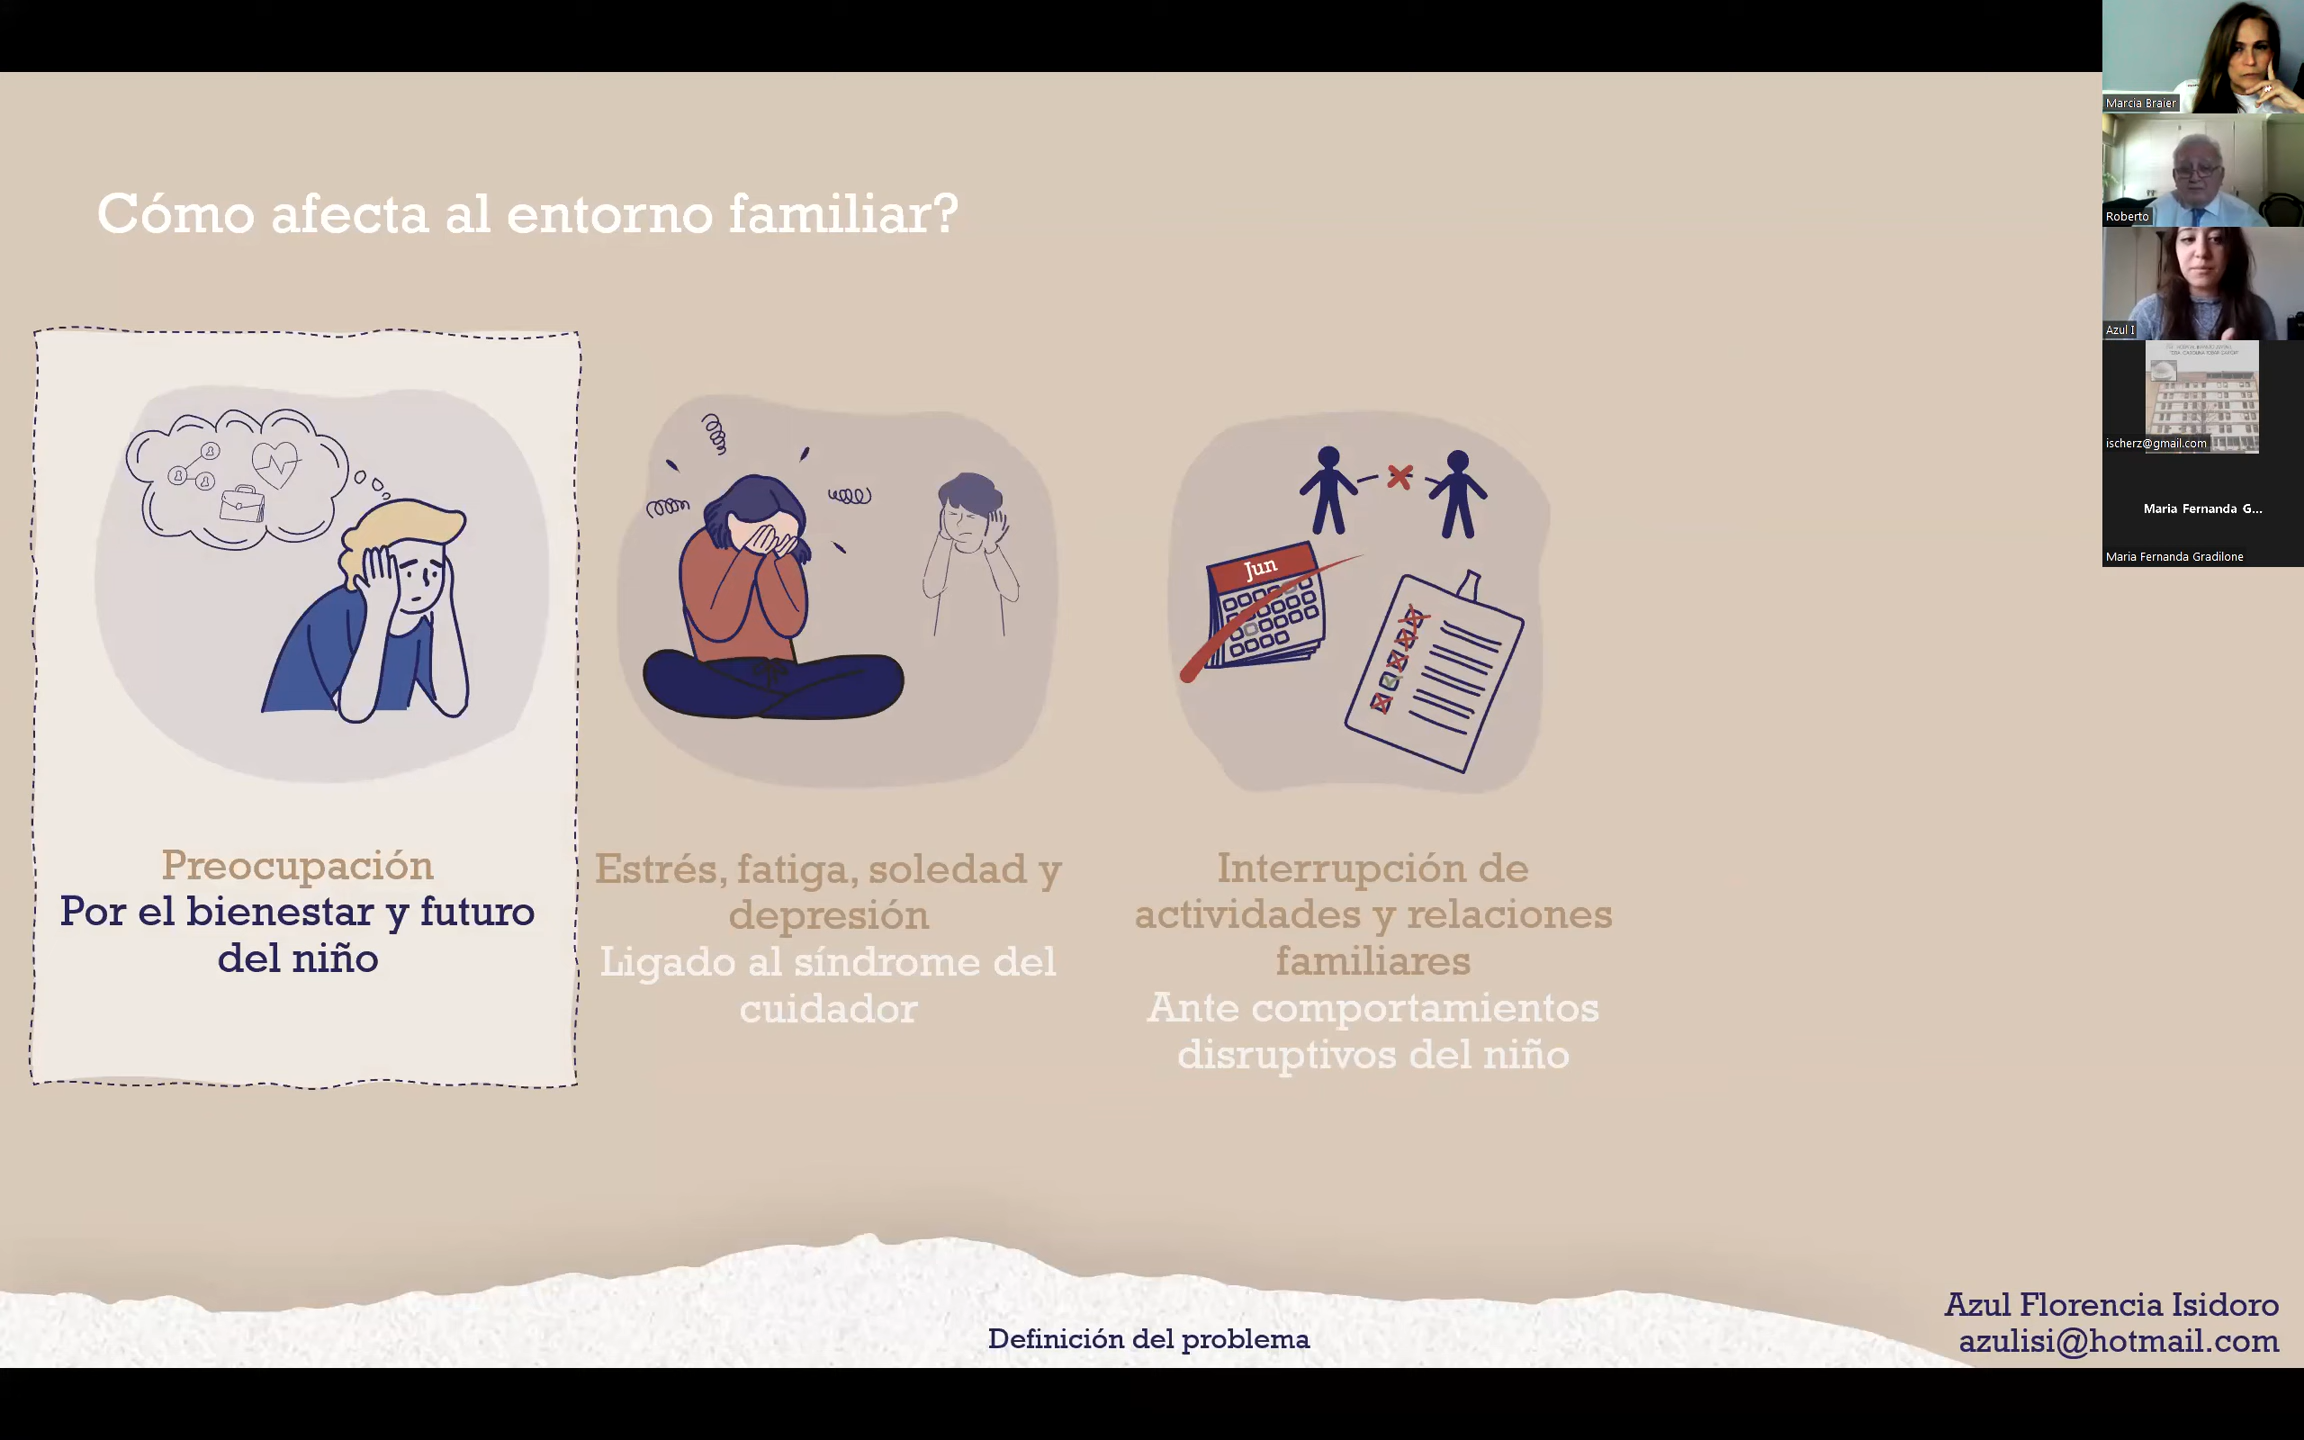 Cómo afecta al entorno familiar?
Preocupación
Por el bienestar y futuro
del niño
Estrés, fatiga, soledad y
depresión
Ligado al síndrome del
cuidador
Jun
Interrupción de
actividades y relaciones
familiares
Ante comportamientos
disruptivos del niño
Definición del problema
Azul Florencia Isidoro
azulisi@hotmail.com
Marcia Braier
Roberto
Azul I
ischerz@gmail.com
Maria Fernanda G...
Maria Fernanda Gradilone